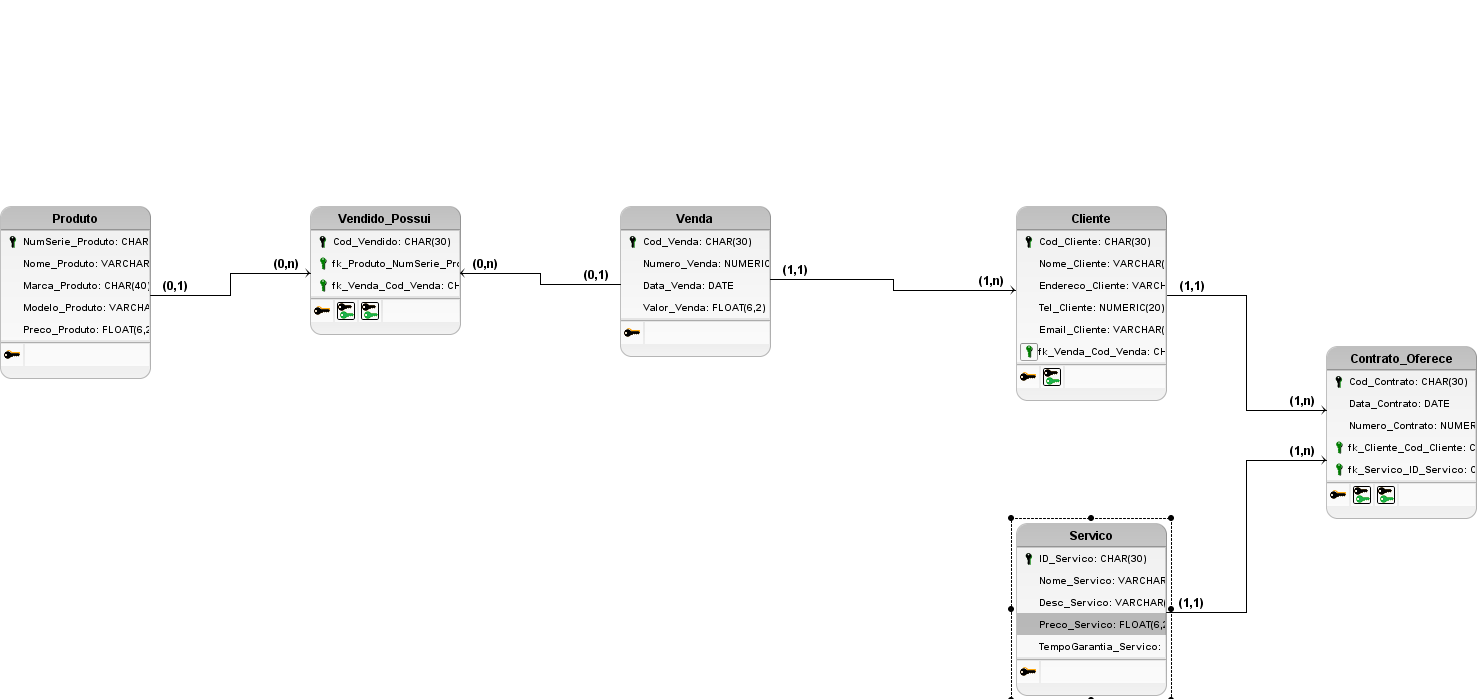 Produto
NumSerie_Produto: CHAR
Nome_Produto: VARCHAR
Marca_Produto: CHAR(40)
Modelo_Produto: VARCHA
Preco_Produto: FLOAT(6,2
(0,1)
(0,n)
Vendido_Possui
Cod_Vendido: CHAR(30)
fk_Produto_NumSerie_Pro
fk_Venda_Cod_Venda: CH
(0,n)
(0,1)
Venda
Cod_Venda: CHAR(30)
Numero_Venda: NUMERIC
Data_Venda: DATE
Valor_Venda: FLOAT(6,2)
(1,1)
(1,n)
Cliente
Cod_Cliente: CHAR(30)
Nome_Cliente: VARCHAR(
Endereco_Cliente: VARCH
Tel_Cliente: NUMERIC(20)
Email_Cliente: VARCHAR(
fk_Venda_Cod_Venda: CH
(1,1)
(1,n)
Contrato_Oferece
Cod_Contrato: CHAR(30)
Data_Contrato: DATE
Numero_Contrato: NUMER
fk_Cliente_Cod_Cliente: C
fk_Servico_ID_Servico: C
(1,n)
Servico
ID_Servico: CHAR(30)
Nome_Servico: VARCHAR
Desc_Servico: VARCHAR(
Preco_Servico: FLOAT(6,2
TempoGarantia_Servico:
(1,1)